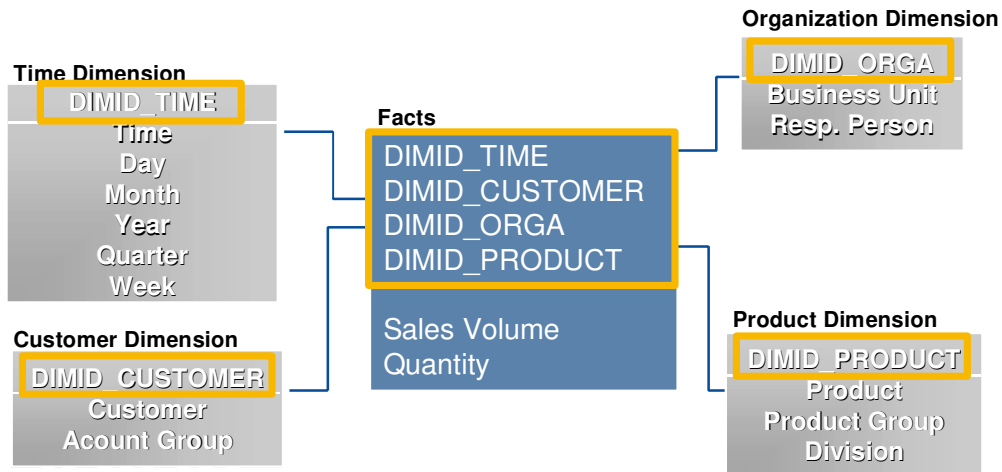 Organization Dimension
DIMID_ORGA
Business Unit
Resp. Person
Time Dimension
DIMID_TIME
Time
Day
Month
Year
Quarter
Week
Facts
DIMID_TIME
DIMID_CUSTOMER
DIMID_ORGA
DIMID_PRODUCT
Sales Volume
Quantity
Customer Dimension
DIMID_CUSTOMER
Customer
Acount Group
Product Dimension
DIMID_PRODUCT
Product
Product Group
Division